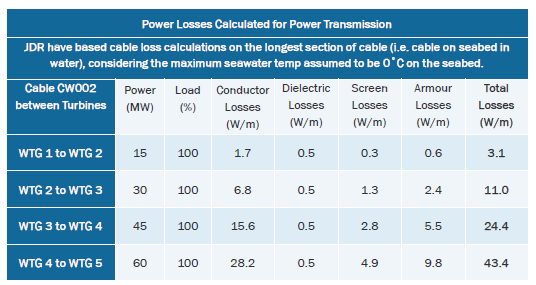 Power Losses Calculated for Power Transmission
JDR have based cable loss calculations on the longest section of cable (i.e. cable on seabed in
water), considering the maximum seawater temp assumed to be 0˚C on the seabed.
Cable CW002 between Turbines | Power (MW) | Load (%) | Conductor Losses (W/m) | Dielectric Losses (W/m) | Screen Losses (W/m) | Armour Losses (W/m) | Total Losses (W/m)
WTG 1 to WTG 2 | 15 | 100 | 1.7 | 0.5 | 0.3 | 0.6 | 3.1
WTG 2 to WTG 3 | 30 | 100 | 6.8 | 0.5 | 1.3 | 2.4 | 11.0
WTG 3 to WTG 4 | 45 | 100 | 15.6 | 0.5 | 2.8 | 5.5 | 24.4
WTG 4 to WTG 5 | 60 | 100 | 28.2 | 0.5 | 4.9 | 9.8 | 43.4